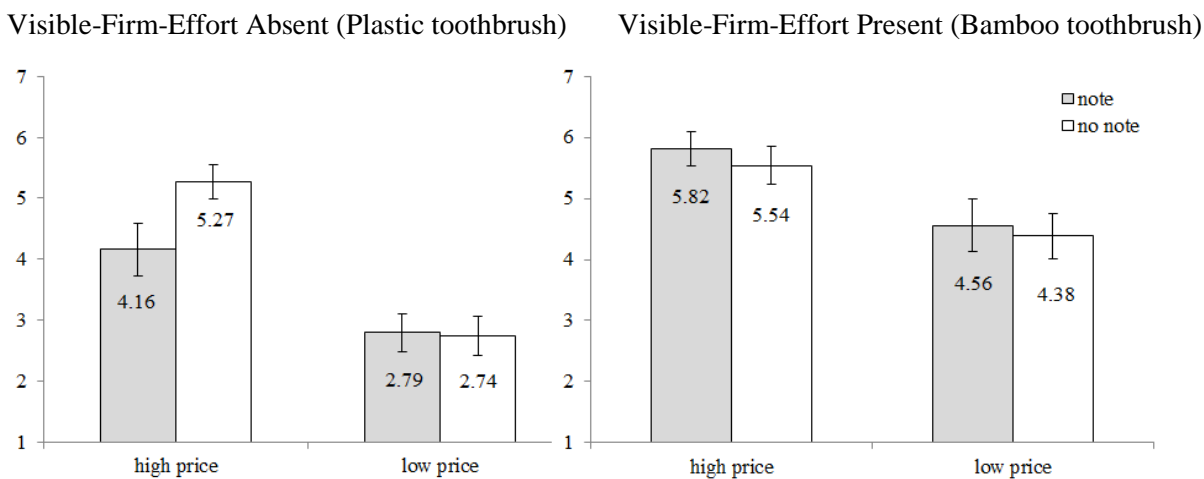 Visible-Firm-Effort Absent (Plastic toothbrush)
7
6
5
4
3
2
1
4.16
5.27
2.79
2.74
high price
low price
Visible-Firm-Effort Present (Bamboo toothbrush)
7
6
5
4
3
2
1
note
no note
5.82
5.54
4.56
4.38
high price
low price